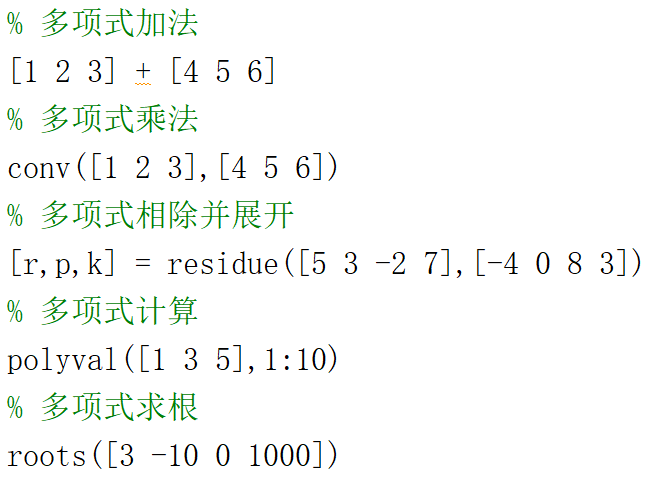 % 多项式加法
[1 2 3] + [4 5 6]
% 多项式乘法
conv([1 2 3],[4 5 6])
% 多项式相除并展开
[r,p,k] = residue([5 3 -2 7],[-4 0 8 3])
% 多项式计算
polyval([1 3 5],1:10)
% 多项式求根
roots([3 -10 0 1000])